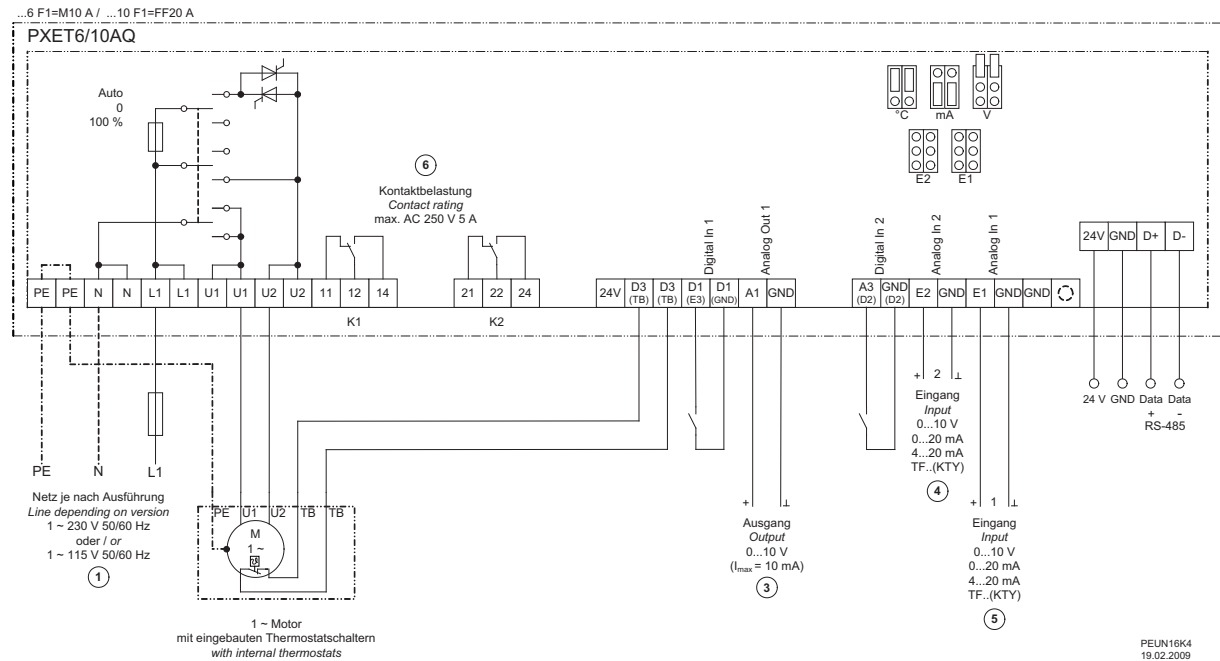 ...6 F1=M10 A / ...10 F1=FF20 A
PXET6/10AQ
Auto
0
100 %
6
Kontaktbelastung
Contact rating
max. AC 250 V 5 A
°C mA V
E2 E1
Digital In 1
Analog Out 1
Digital In 2
Analog In 2
Analog In 1
24V GND D+ D-
PE PE N N L1 L1 U1 U1 U2 U2 11 12 14
21 22 24
24V D3 (TB) D3 (TB) D1 (E3) D1 (GND) A1 GND
A3 (D2) GND (D2) E2 GND E1 GND GND
K1
K2
24 V GND Data + Data -
RS-485
+ 2 ⊥
Eingang
Input
0...10 V
0...20 mA
4...20 mA
TF..(KTY)
4
PE N L1
Netz je nach Ausführung
Line depending on version
1 ~ 230 V 50/60 Hz
oder / or
1 ~ 115 V 50/60 Hz
1
PE U1 U2 TB TB
M
1 ~
1 ~ Motor
mit eingebauten Thermostatschaltern
with internal thermostats
+ ⊥
Ausgang
Output
0...10 V
(Imax = 10 mA)
3
+ 1 ⊥
Eingang
Input
0...10 V
0...20 mA
4...20 mA
TF..(KTY)
5
PEUN16K4
19.02.2009